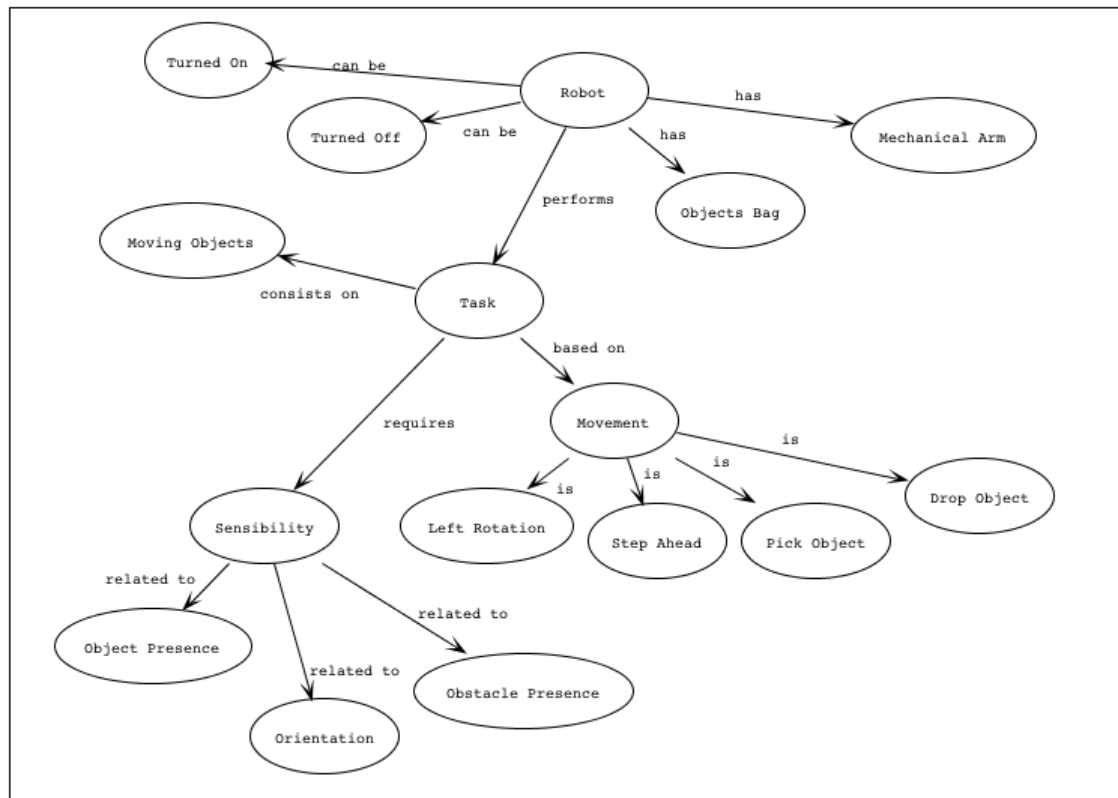 Turned On
can be
Robot
has
Mechanical Arm
Turned Off
can be
has
Objects Bag
performs
Moving Objects
consists on
Task
based on
requires
Movement
is
is
is
is
Drop Object
Sensibility
Left Rotation
Step Ahead
Pick Object
related to
related to
related to
Object Presence
Obstacle Presence
Orientation